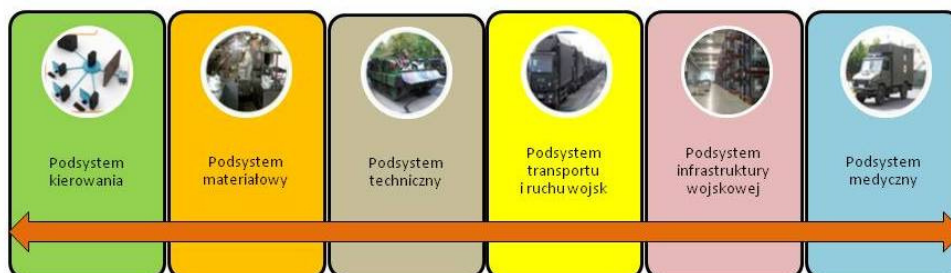 Podsystem
kierowania
Podsystem
materiałowy
Podsystem
techniczny
Podsystem
transportu
i ruchu wojsk
Podsystem
infrastruktury
wojskowej
Podsystem
medyczny